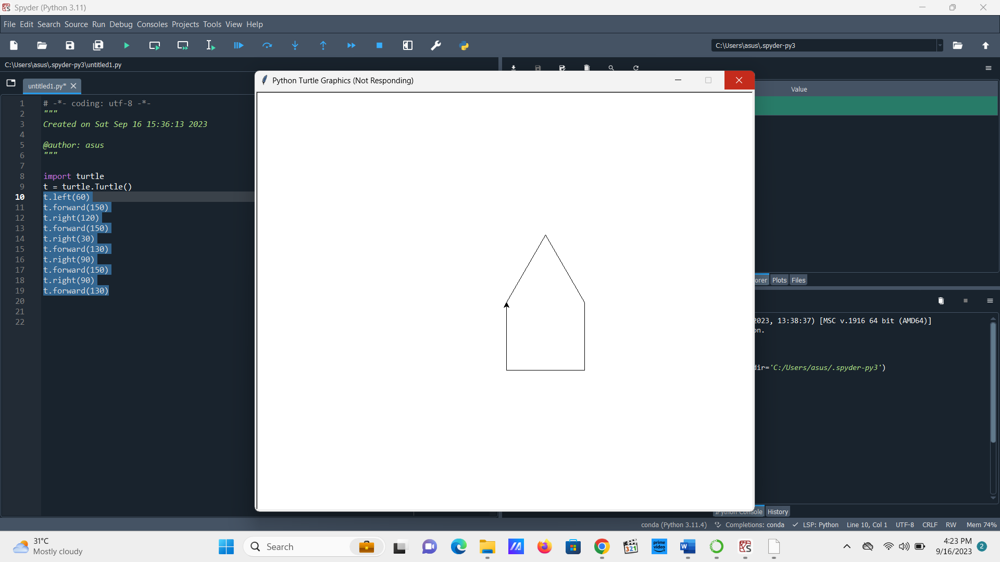 Spyder (Python 3.11)
File Edit Search Source Run Debug Consoles Projects Tools View Help
C:\Users\asus\.spyder-py3
C:\Users\asus\.spyder-py3\untitled1.py
untitled1.py*
Python Turtle Graphics (Not Responding)
Value
1 # -*- coding: utf-8 -*-
2 """
3 Created on Sat Sep 16 15:36:13 2023
4
5 @author: asus
6 """
7
8 import turtle
9 t = turtle.Turtle()
10 t.left(60)
11 t.forward(150)
12 t.right(120)
13 t.forward(150)
14 t.right(30)
15 t.forward(130)
16 t.right(90)
17 t.forward(150)
18 t.right(90)
19 t.forward(130)
20
21
22
orer Plots Files
2023, 13:38:37) [MSC v.1916 64 bit (AMD64)]
on.
dir='C:/Users/asus/.spyder-py3')
IPython Console History
conda (Python 3.11.4) Completions: conda LSP: Python Line 10, Col 1 UTF-8 CRLF RW Mem 74%
31°C
Mostly cloudy
Search
321
prime video
W
4:23 PM
9/16/2023
2